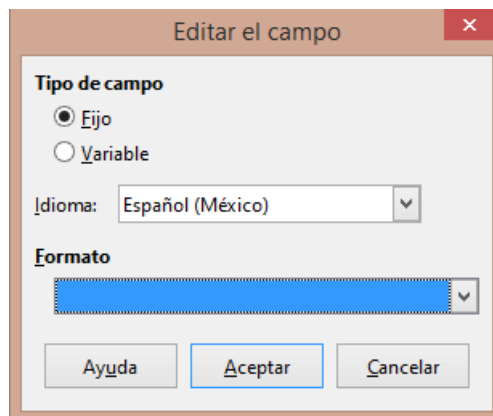 Editar el campo
Tipo de campo
Fijo
Variable
Idioma: Español (México)
Formato
Ayuda Aceptar Cancelar